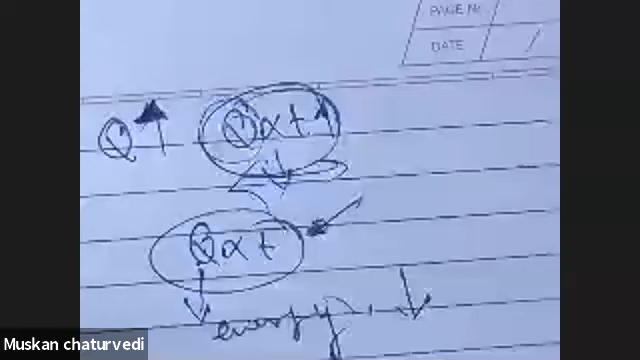 PAGE No
DATE /
Q↑ Q∝t↑
Q∝t
energy ↓
Muskan chaturvedi